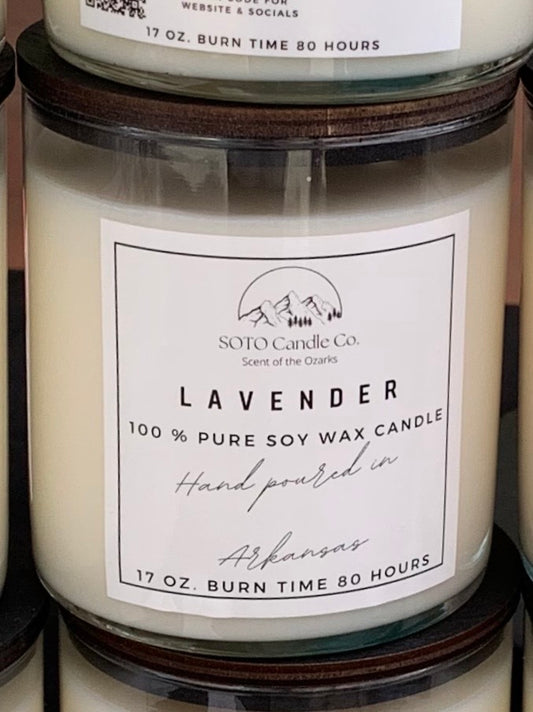 WEBSITE & SOCIALS
17 OZ. BURN TIME 80 HOURS
SOTO Candle Co.
Scent of the Ozarks
LAVENDER
100 % PURE SOY WAX CANDLE
Hand poured in
Arkansas
17 OZ. BURN TIME 80 HOURS